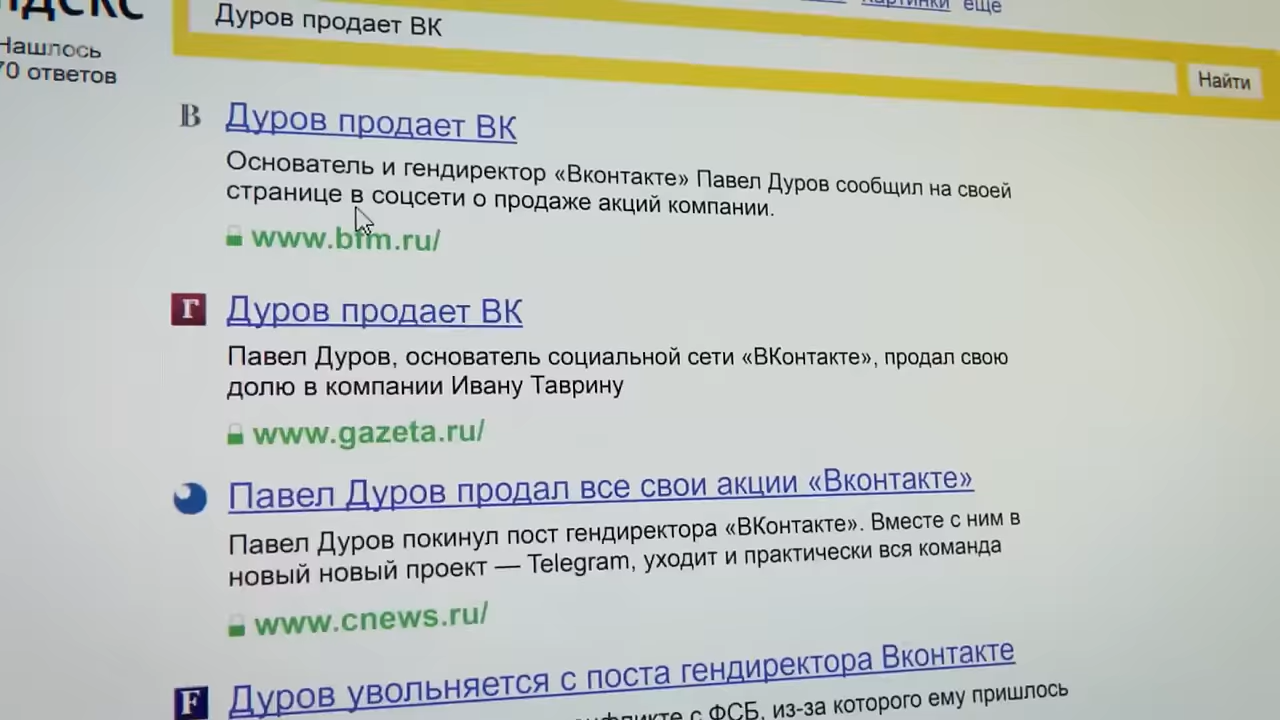 Картинки ещё
Дуров продает ВК
Найти
Нашлось
70 ответов
Дуров продает ВК
Основатель и гендиректор «Вконтакте» Павел Дуров сообщил на своей
странице в соцсети о продаже акций компании.
www.bfm.ru/
Г Дуров продает ВК
Павел Дуров, основатель социальной сети «ВКонтакте», продал свою
долю в компании Ивану Таврину
www.gazeta.ru/
Павел Дуров продал все свои акции «Вконтакте»
Павел Дуров покинул пост гендиректора «ВКонтакте». Вместе с ним в
новый новый проект — Telegram, уходит и практически вся команда
www.cnews.ru/
F Дуров увольняется с поста гендиректора Вконтакте
с ФСБ, из-за которого ему пришлось